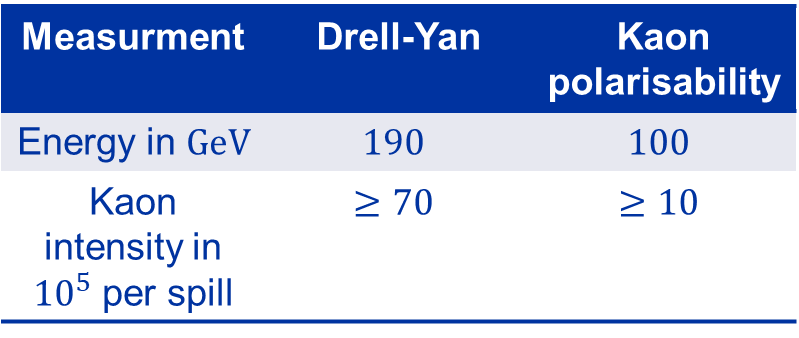 Measurment Drell-Yan Kaon
polarisability
Energy in GeV 190 100
Kaon ≥ 70 ≥ 10
intensity in
10⁵ per spill